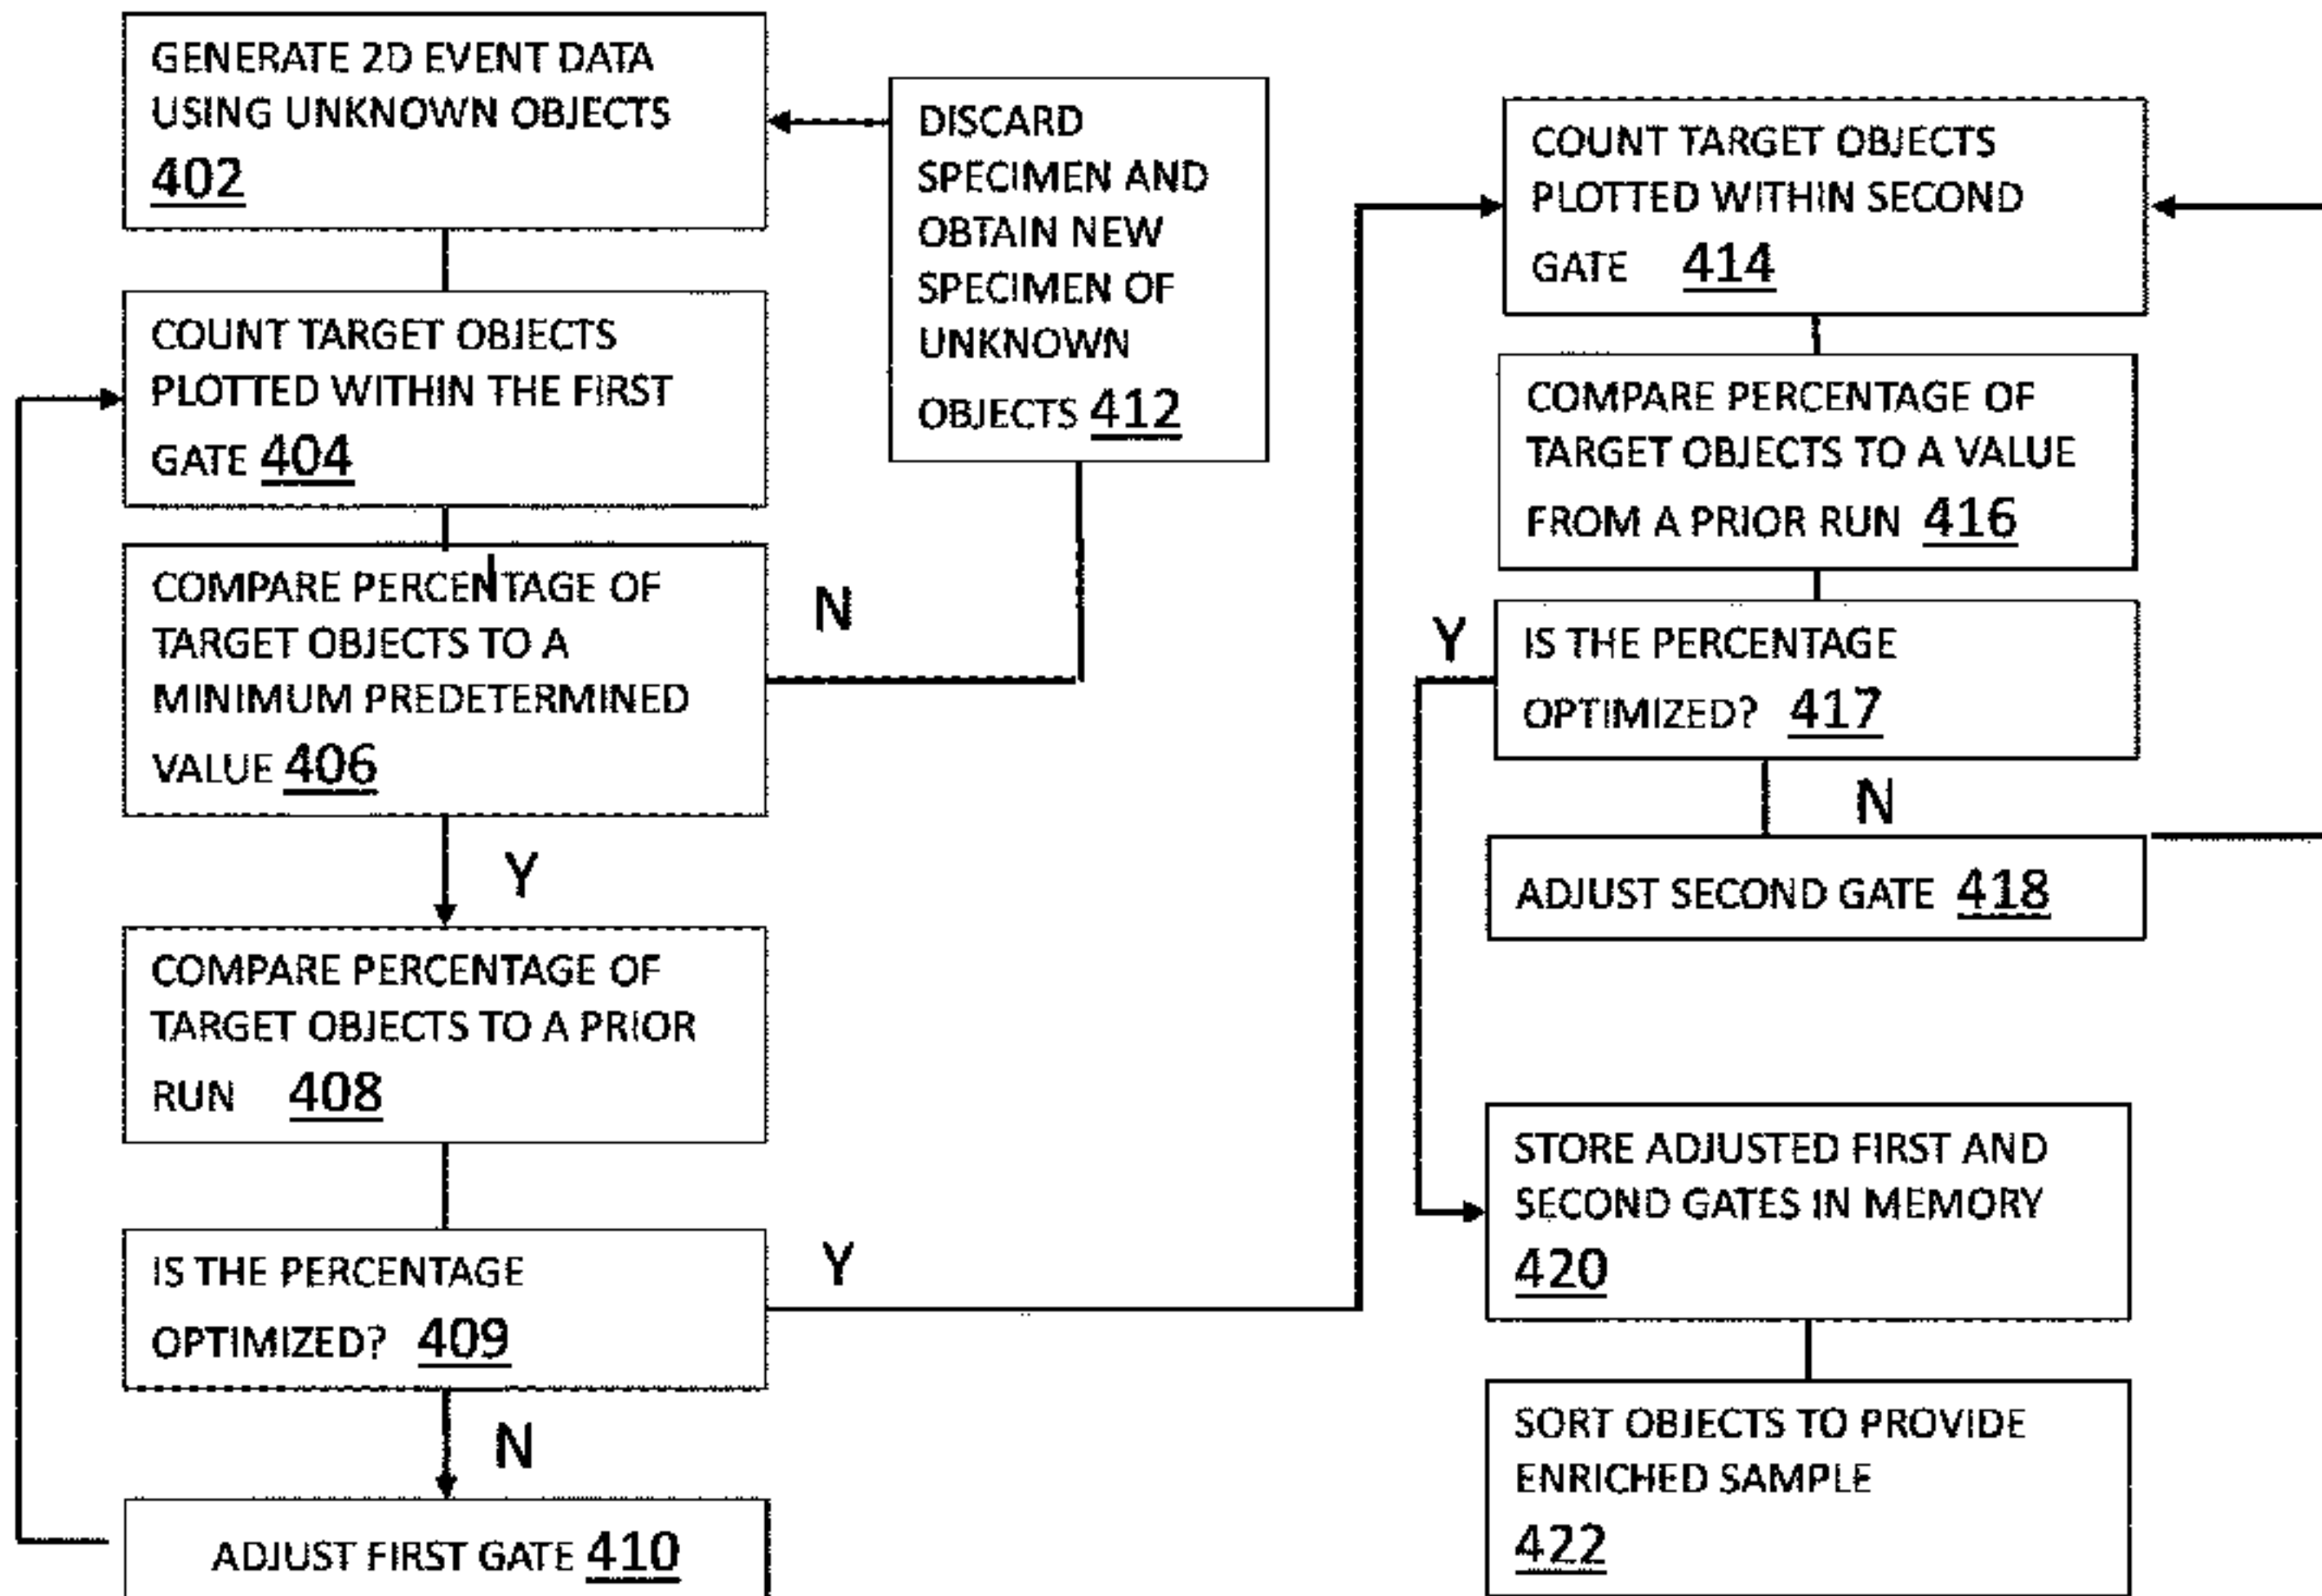 GENERATE 2D EVENT DATA
USING UNKNOWN OBJECTS
402
COUNT TARGET OBJECTS
PLOTTED WITHIN THE FIRST
GATE 404
COMPARE PERCENTAGE OF
TARGET OBJECTS TO A
MINIMUM PREDETERMINED
VALUE 406
N
Y
DISCARD
SPECIMEN AND
OBTAIN NEW
SPECIMEN OF
UNKNOWN
OBJECTS 412
COMPARE PERCENTAGE OF
TARGET OBJECTS TO A PRIOR
RUN 408
IS THE PERCENTAGE
OPTIMIZED? 409
Y
N
ADJUST FIRST GATE 410
COUNT TARGET OBJECTS
PLOTTED WITHIN SECOND
GATE 414
COMPARE PERCENTAGE OF
TARGET OBJECTS TO A VALUE
FROM A PRIOR RUN 416
Y
IS THE PERCENTAGE
OPTIMIZED? 417
N
ADJUST SECOND GATE 418
STORE ADJUSTED FIRST AND
SECOND GATES IN MEMORY
420
SORT OBJECTS TO PROVIDE
ENRICHED SAMPLE
422